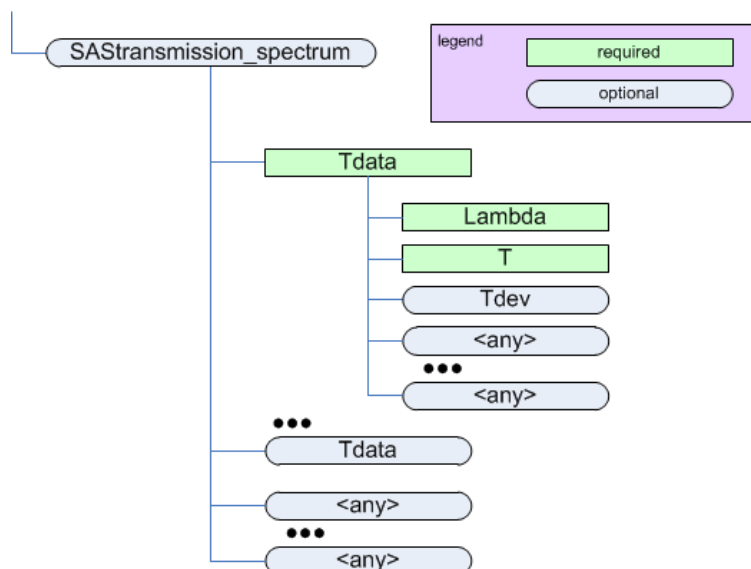 SAStransmission_spectrum
legend
required
optional
Tdata
Lambda
T
Tdev
<any>
•••
<any>
•••
Tdata
<any>
•••
<any>